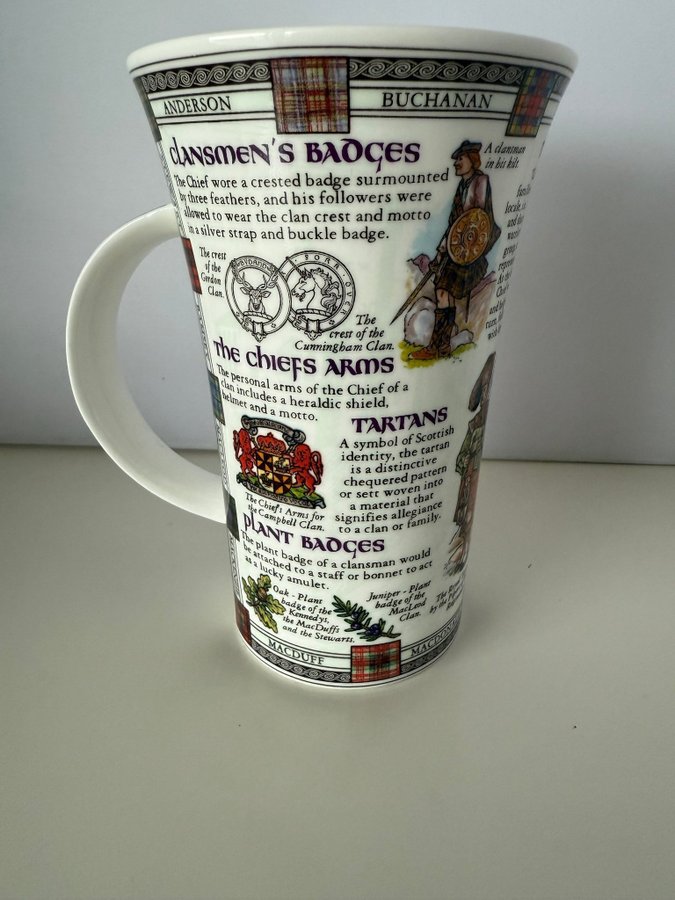 ANDERSON
BUCHANAN
CLANSMEN'S BADGES
The Chief wore a crested badge surmounted
by three feathers, and his followers were
allowed to wear the clan crest and motto
in a silver strap and buckle badge.
A clansman
in his kilt.
The crest
of the
Gordon
Clan.
FORK OVER
The
crest of the
Cunningham Clan.
THE CHIEFS ARMS
The personal arms of the Chief of a
clan includes a heraldic shield,
helmet and a motto.
The Chief's Arms for
the Campbell Clan.
TARTANS
A symbol of Scottish
identity, the tartan
is a distinctive
chequered pattern
or sett woven into
a material that
signifies allegiance
to a clan or family.
PLANT BADGES
The plant badge of a clansman would
be attached to a staff or bonnet to act
as a lucky amulet.
Oak - Plant
badge of the
Kennedys,
the MacDuffs
and the Stewarts.
Juniper - Plant
badge of the
MacLeod
Clan.
MACDUFF